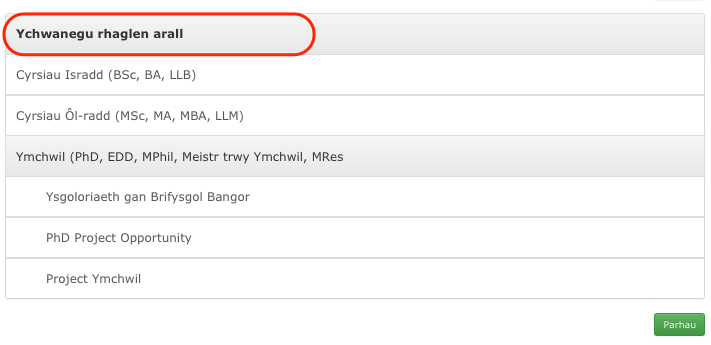 Ychwanegu rhaglen arall
Cyrsiau Isradd (BSc, BA, LLB)
Cyrsiau Ôl-radd (MSc, MA, MBA, LLM)
Ymchwil (PhD, EDD, MPhil, Meistr trwy Ymchwil, MRes
Ysgoloriaeth gan Brifysgol Bangor
PhD Project Opportunity
Project Ymchwil
Parhau